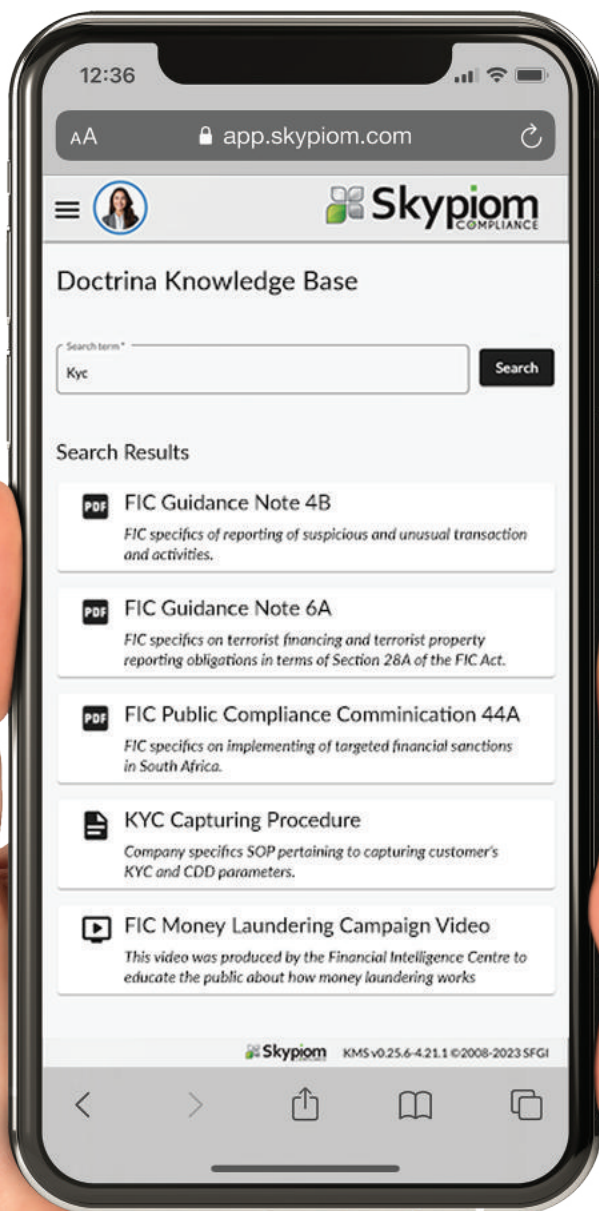 12:36
AA app.skypiom.com
Skypiom
COMPLIANCE
Doctrina Knowledge Base
Search term *
Kyc
Search
Search Results
PDF FIC Guidance Note 4B
FIC specifics of reporting of suspicious and unusual transaction
and activities.
PDF FIC Guidance Note 6A
FIC specifics on terrorist financing and terrorist property
reporting obligations in terms of Section 28A of the FIC Act.
PDF FIC Public Compliance Comminication 44A
FIC specifics on implementing of targeted financial sanctions
in South Africa.
KYC Capturing Procedure
Company specifcs SOP pertaining to capturing customer's
KYC and CDD parameters.
FIC Money Laundering Campaign Video
This video was produced by the Financial Intelligence Centre to
educate the public about how money laundering works
Skypiom KMS v0.25.6-4.21.1 ©2008-2023 SFGI